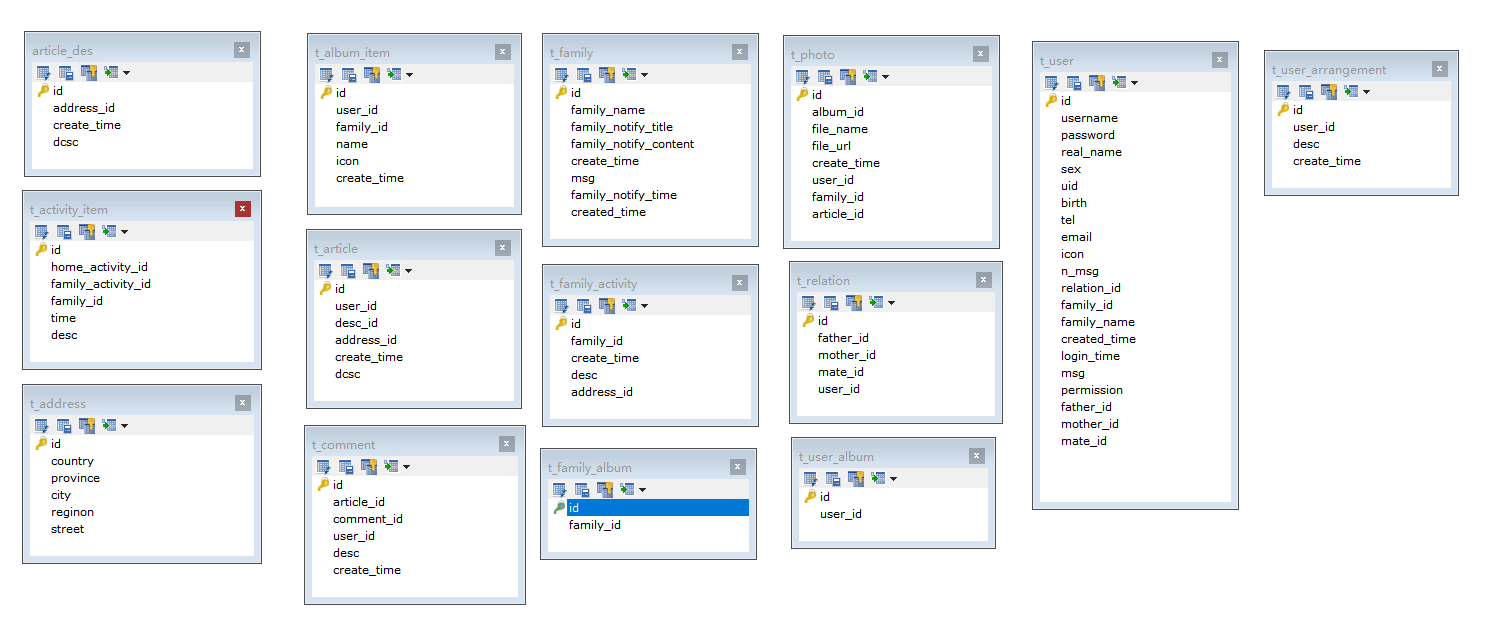 article_des
id
address_id
create_time
dcsc
t_activity_item
id
home_activity_id
family_activity_id
family_id
time
desc
t_address
id
country
province
city
reginon
street
t_album_item
id
user_id
family_id
name
icon
create_time
t_article
id
user_id
desc_id
address_id
create_time
dcsc
t_comment
id
article_id
comment_id
user_id
desc
create_time
t_family
id
family_name
family_notify_title
family_notify_content
create_time
msg
family_notify_time
created_time
t_family_activity
id
family_id
create_time
desc
address_id
t_family_album
id
family_id
t_photo
id
album_id
file_name
file_url
create_time
user_id
family_id
article_id
t_relation
id
father_id
mother_id
mate_id
user_id
t_user_album
id
user_id
t_user
id
username
password
real_name
sex
uid
birth
tel
email
icon
n_msg
relation_id
family_id
family_name
created_time
login_time
msg
permission
father_id
mother_id
mate_id
t_user_arrangement
id
user_id
desc
create_time